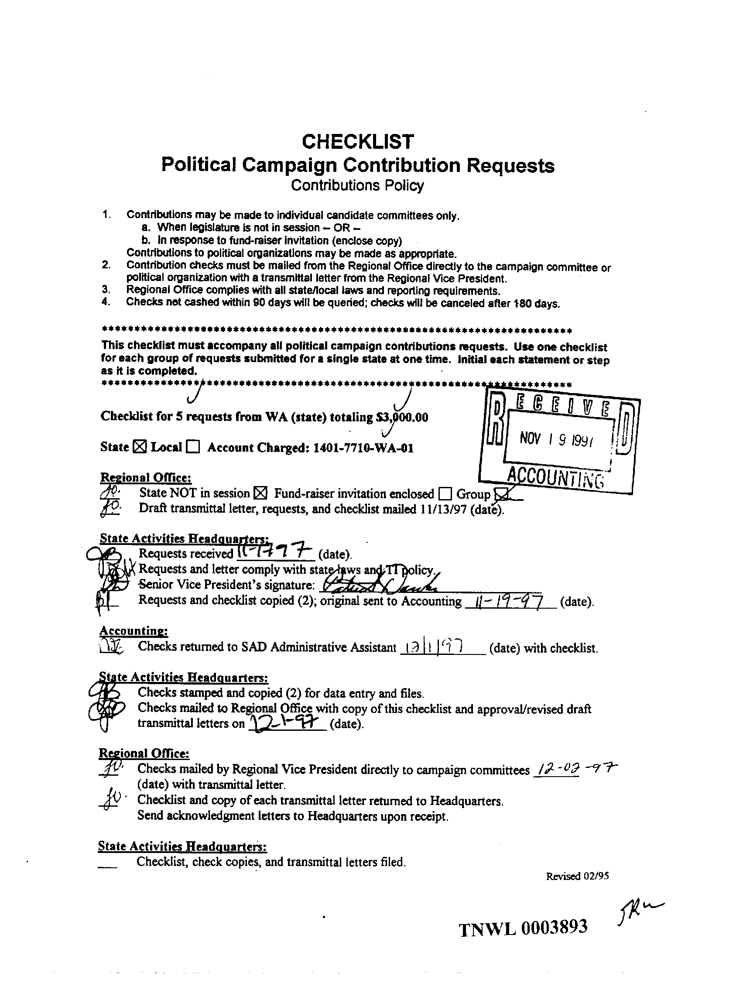 CHECKLIST
Political Campaign Contribution Requests
Contributions Policy
1. Contributions may be made to individual candidate committees only.
a. When legislature is not in session -- OR --
b. In response to fund-raiser invitation (enclose copy)
Contributions to political organizations may be made as appropriate.
2. Contribution checks must be mailed from the Regional Office directly to the campaign committee or
political organization with a transmittal letter from the Regional Vice President.
3. Regional Office complies with all state/local laws and reporting requirements.
4. Checks not cashed within 90 days will be queried; checks will be canceled after 180 days.
************************************************************************
This checklist must accompany all political campaign contributions requests. Use one checklist
for each group of requests submitted for a single state at one time. Initial each statement or step
as it is completed.
************************************************************************
Checklist for 5 requests from WA (state) totaling $3,000.00
State ☒ Local ☐ Account Charged: 1401-7710-WA-01
RECEIVED
NOV 19 1997
ACCOUNTING
Regional Office:
State NOT in session ☒ Fund-raiser invitation enclosed ☐ Group ☒
Draft transmittal letter, requests, and checklist mailed 11/13/97 (date).
State Activities Headquarters:
Requests received 11-17-97 (date).
Requests and letter comply with state laws and TI policy.
Senior Vice President's signature:
Requests and checklist copied (2); original sent to Accounting 11-19-97 (date).
Accounting:
Checks returned to SAD Administrative Assistant 12/1/97 (date) with checklist.
State Activities Headquarters:
Checks stamped and copied (2) for data entry and files.
Checks mailed to Regional Office with copy of this checklist and approval/revised draft
transmittal letters on 12-1-97 (date).
Regional Office:
Checks mailed by Regional Vice President directly to campaign committees 12-02-97
(date) with transmittal letter.
Checklist and copy of each transmittal letter returned to Headquarters.
Send acknowledgment letters to Headquarters upon receipt.
State Activities Headquarters:
Checklist, check copies, and transmittal letters filed.
Revised 02/95
TNWL 0003893